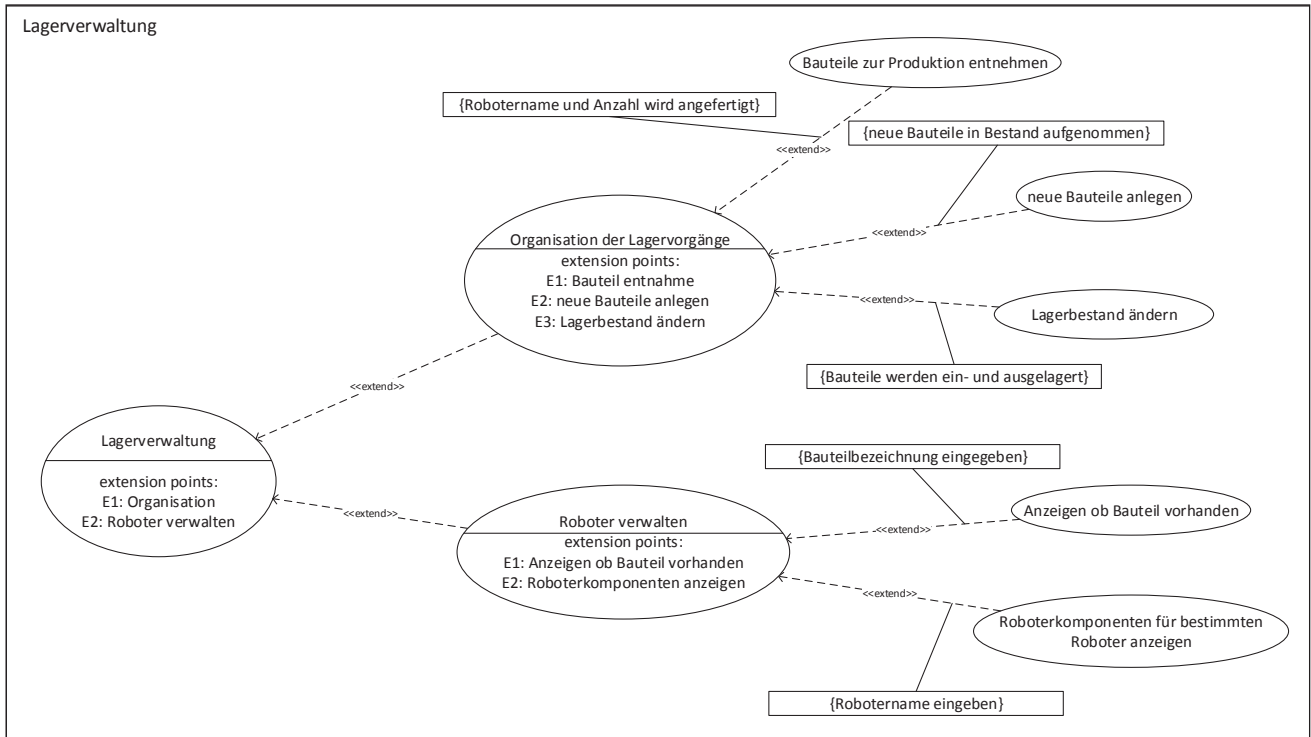 Lagerverwaltung
Bauteile zur Produktion entnehmen
{Robotername und Anzahl wird angefertigt}
{neue Bauteile in Bestand aufgenommen}
<<extend>>
neue Bauteile anlegen
<<extend>>
Organisation der Lagervorgänge
extension points:
E1: Bauteil entnahme
E2: neue Bauteile anlegen
E3: Lagerbestand ändern
<<extend>>
Lagerbestand ändern
{Bauteile werden ein- und ausgelagert}
<<extend>>
Lagerverwaltung
extension points:
E1: Organisation
E2: Roboter verwalten
{Bauteilbezeichnung eingegeben}
<<extend>>
Roboter verwalten
extension points:
E1: Anzeigen ob Bauteil vorhanden
E2: Roboterkomponenten anzeigen
<<extend>>
Anzeigen ob Bauteil vorhanden
<<extend>>
Roboterkomponenten für bestimmten
Roboter anzeigen
{Robotername eingeben}